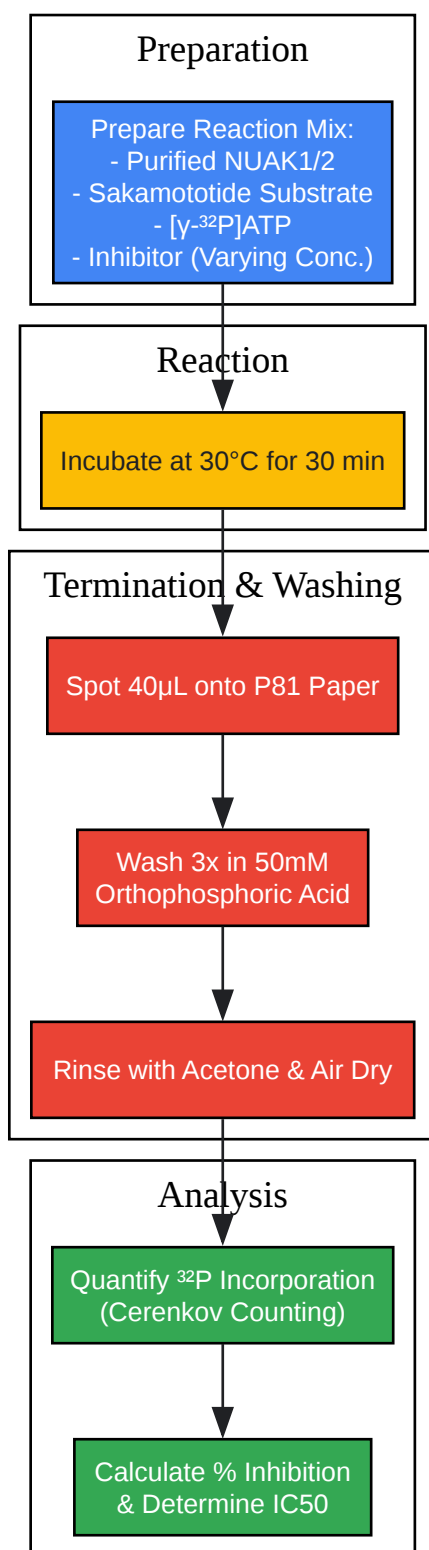 Preparation
Prepare Reaction Mix:
- Purified NUAK1/2
- Sakamototide Substrate
- [γ-³²P]ATP
- Inhibitor (Varying Conc.)
Reaction
Incubate at 30°C for 30 min
Termination & Washing
Spot 40μL onto P81 Paper
Wash 3x in 50mM
Orthophosphoric Acid
Rinse with Acetone & Air Dry
Analysis
Quantify ³²P Incorporation
(Cerenkov Counting)
Calculate % Inhibition
& Determine IC50